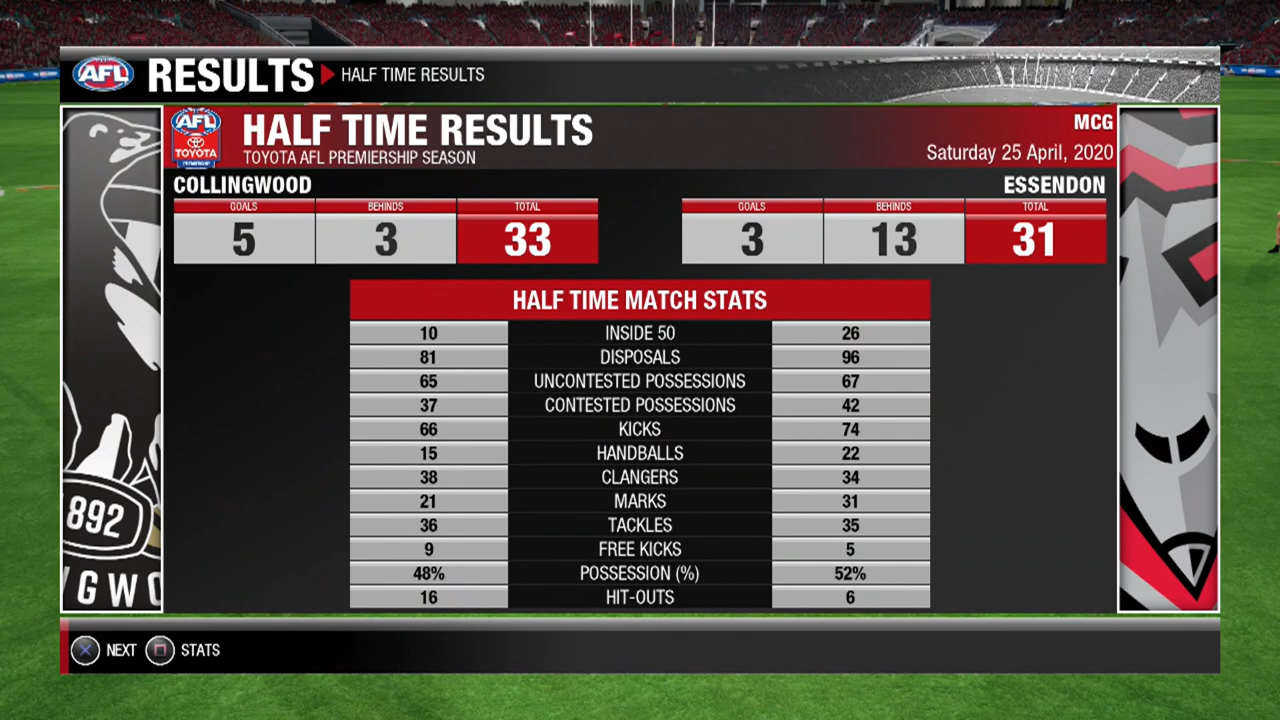 AFL RESULTS HALF TIME RESULTS
AFL TOYOTA PREMIERSHIP
HALF TIME RESULTS
TOYOTA AFL PREMIERSHIP SEASON
MCG
Saturday 25 April, 2020
COLLINGWOOD ESSENDON
GOALS BEHINDS TOTAL GOALS BEHINDS TOTAL
5 3 33 3 13 31
HALF TIME MATCH STATS
10 INSIDE 50 26
81 DISPOSALS 96
65 UNCONTESTED POSSESSIONS 67
37 CONTESTED POSSESSIONS 42
66 KICKS 74
15 HANDBALLS 22
38 CLANGERS 34
21 MARKS 31
36 TACKLES 35
9 FREE KICKS 5
48% POSSESSION (%) 52%
16 HIT-OUTS 6
892
NGWO
NEXT STATS